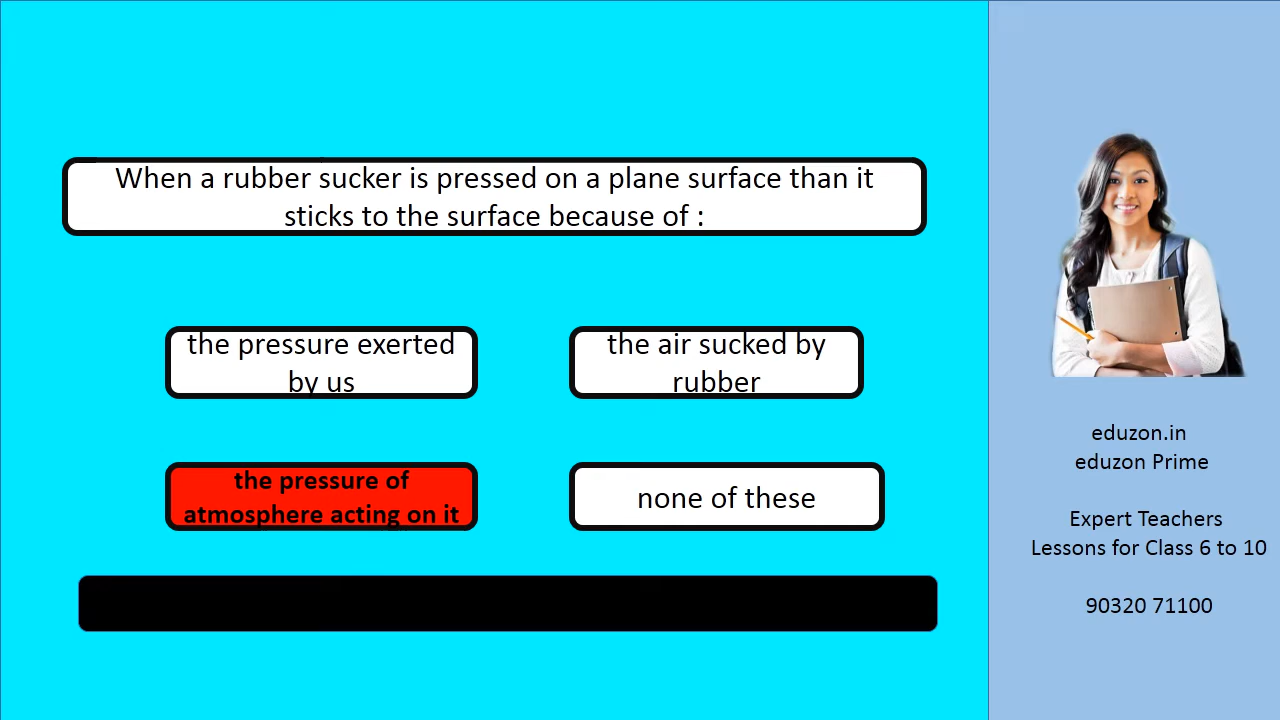 When a rubber sucker is pressed on a plane surface than it
sticks to the surface because of :
the pressure exerted
by us
the air sucked by
rubber
the pressure of
atmosphere acting on it
none of these
eduzon.in
eduzon Prime
Expert Teachers
Lessons for Class 6 to 10
90320 71100